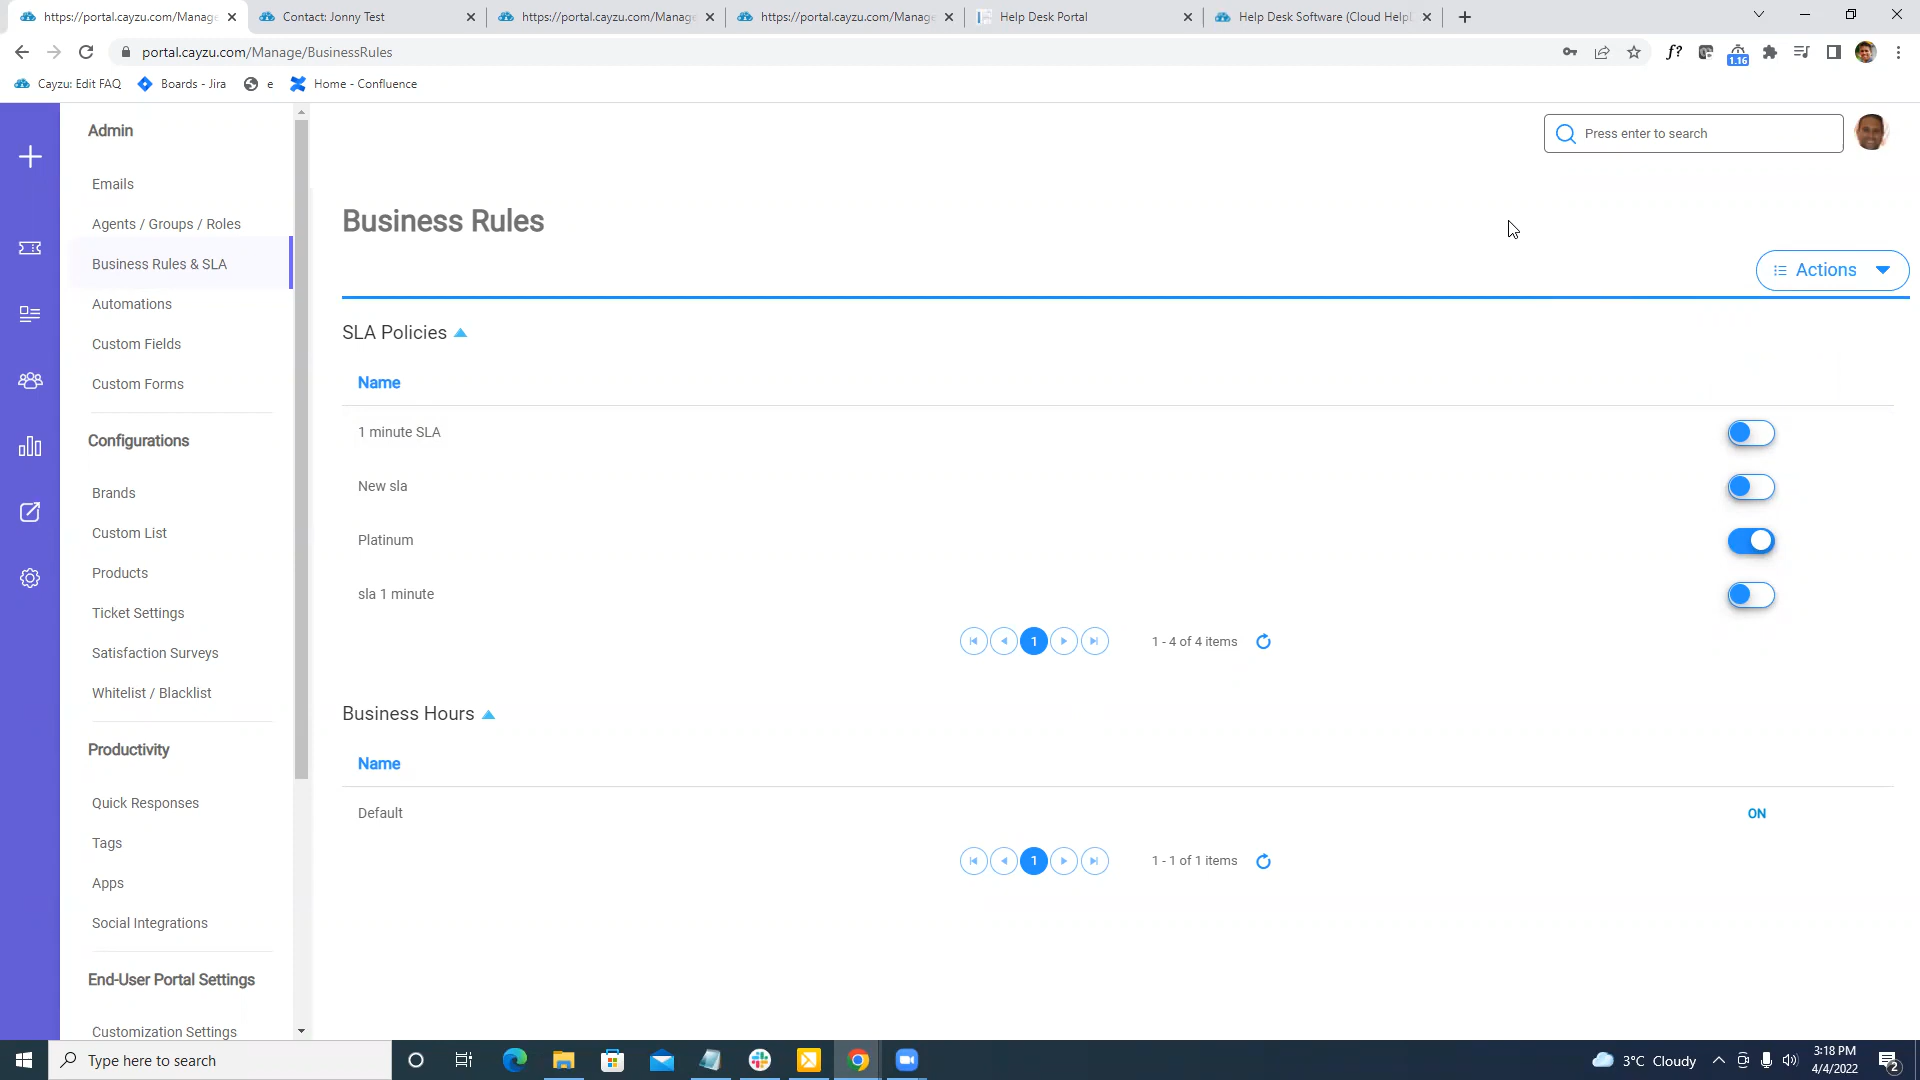 https://portal.cayzu.com/Manage
Contact: Jonny Test
https://portal.cayzu.com/Manage
https://portal.cayzu.com/Manage
Help Desk Portal
Help Desk Software (Cloud Help
portal.cayzu.com/Manage/BusinessRules
f?
1.16
Cayzu: Edit FAQ
Boards - Jira
e
Home - Confluence
Admin
Emails
Agents / Groups / Roles
Business Rules & SLA
Automations
Custom Fields
Custom Forms
Configurations
Brands
Custom List
Products
Ticket Settings
Satisfaction Surveys
Whitelist / Blacklist
Productivity
Quick Responses
Tags
Apps
Social Integrations
End-User Portal Settings
Customization Settings
Press enter to search
Business Rules
Actions
SLA Policies
Name
1 minute SLA
New sla
Platinum
sla 1 minute
1
1 - 4 of 4 items
Business Hours
Name
Default
ON
1
1 - 1 of 1 items
Type here to search
3°C Cloudy
3:18 PM
4/4/2022
2